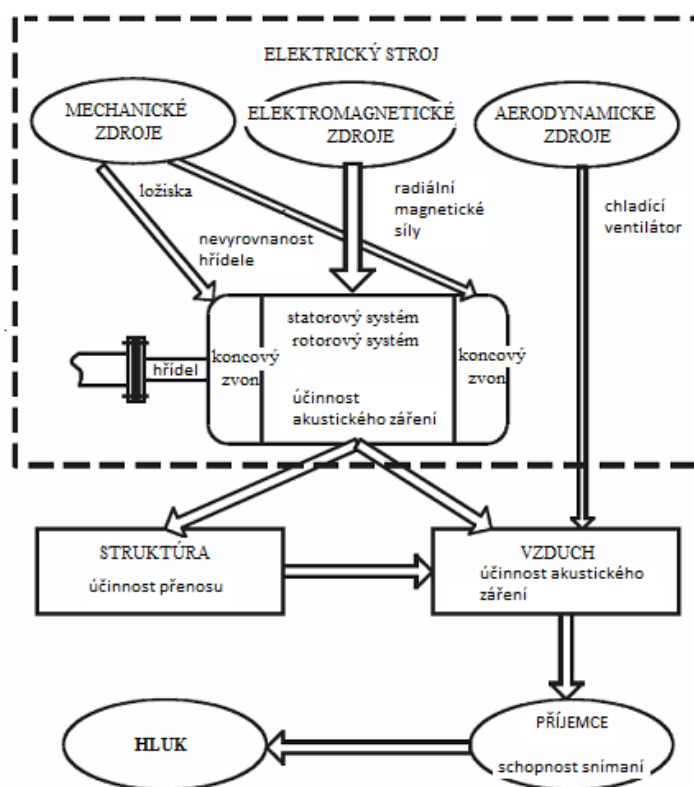 ELEKTRICKÝ STROJ
MECHANICKÉ
ZDROJE
ELEKTROMAGNETICKÉ
ZDROJE
AERODYNAMICKÉ
ZDROJE
ložiska
nevyrovnanost
hřídele
radiální
magnetické
síly
chladící
ventilátor
hřídel
koncový
zvon
statorový systém
rotorový systém
účinnost
akustického záření
koncový
zvon
STRUKTÚRA
účinnost přenosu
VZDUCH
účinnost akustického
záření
HLUK
PŘÍJEMCE
schopnost snímaní